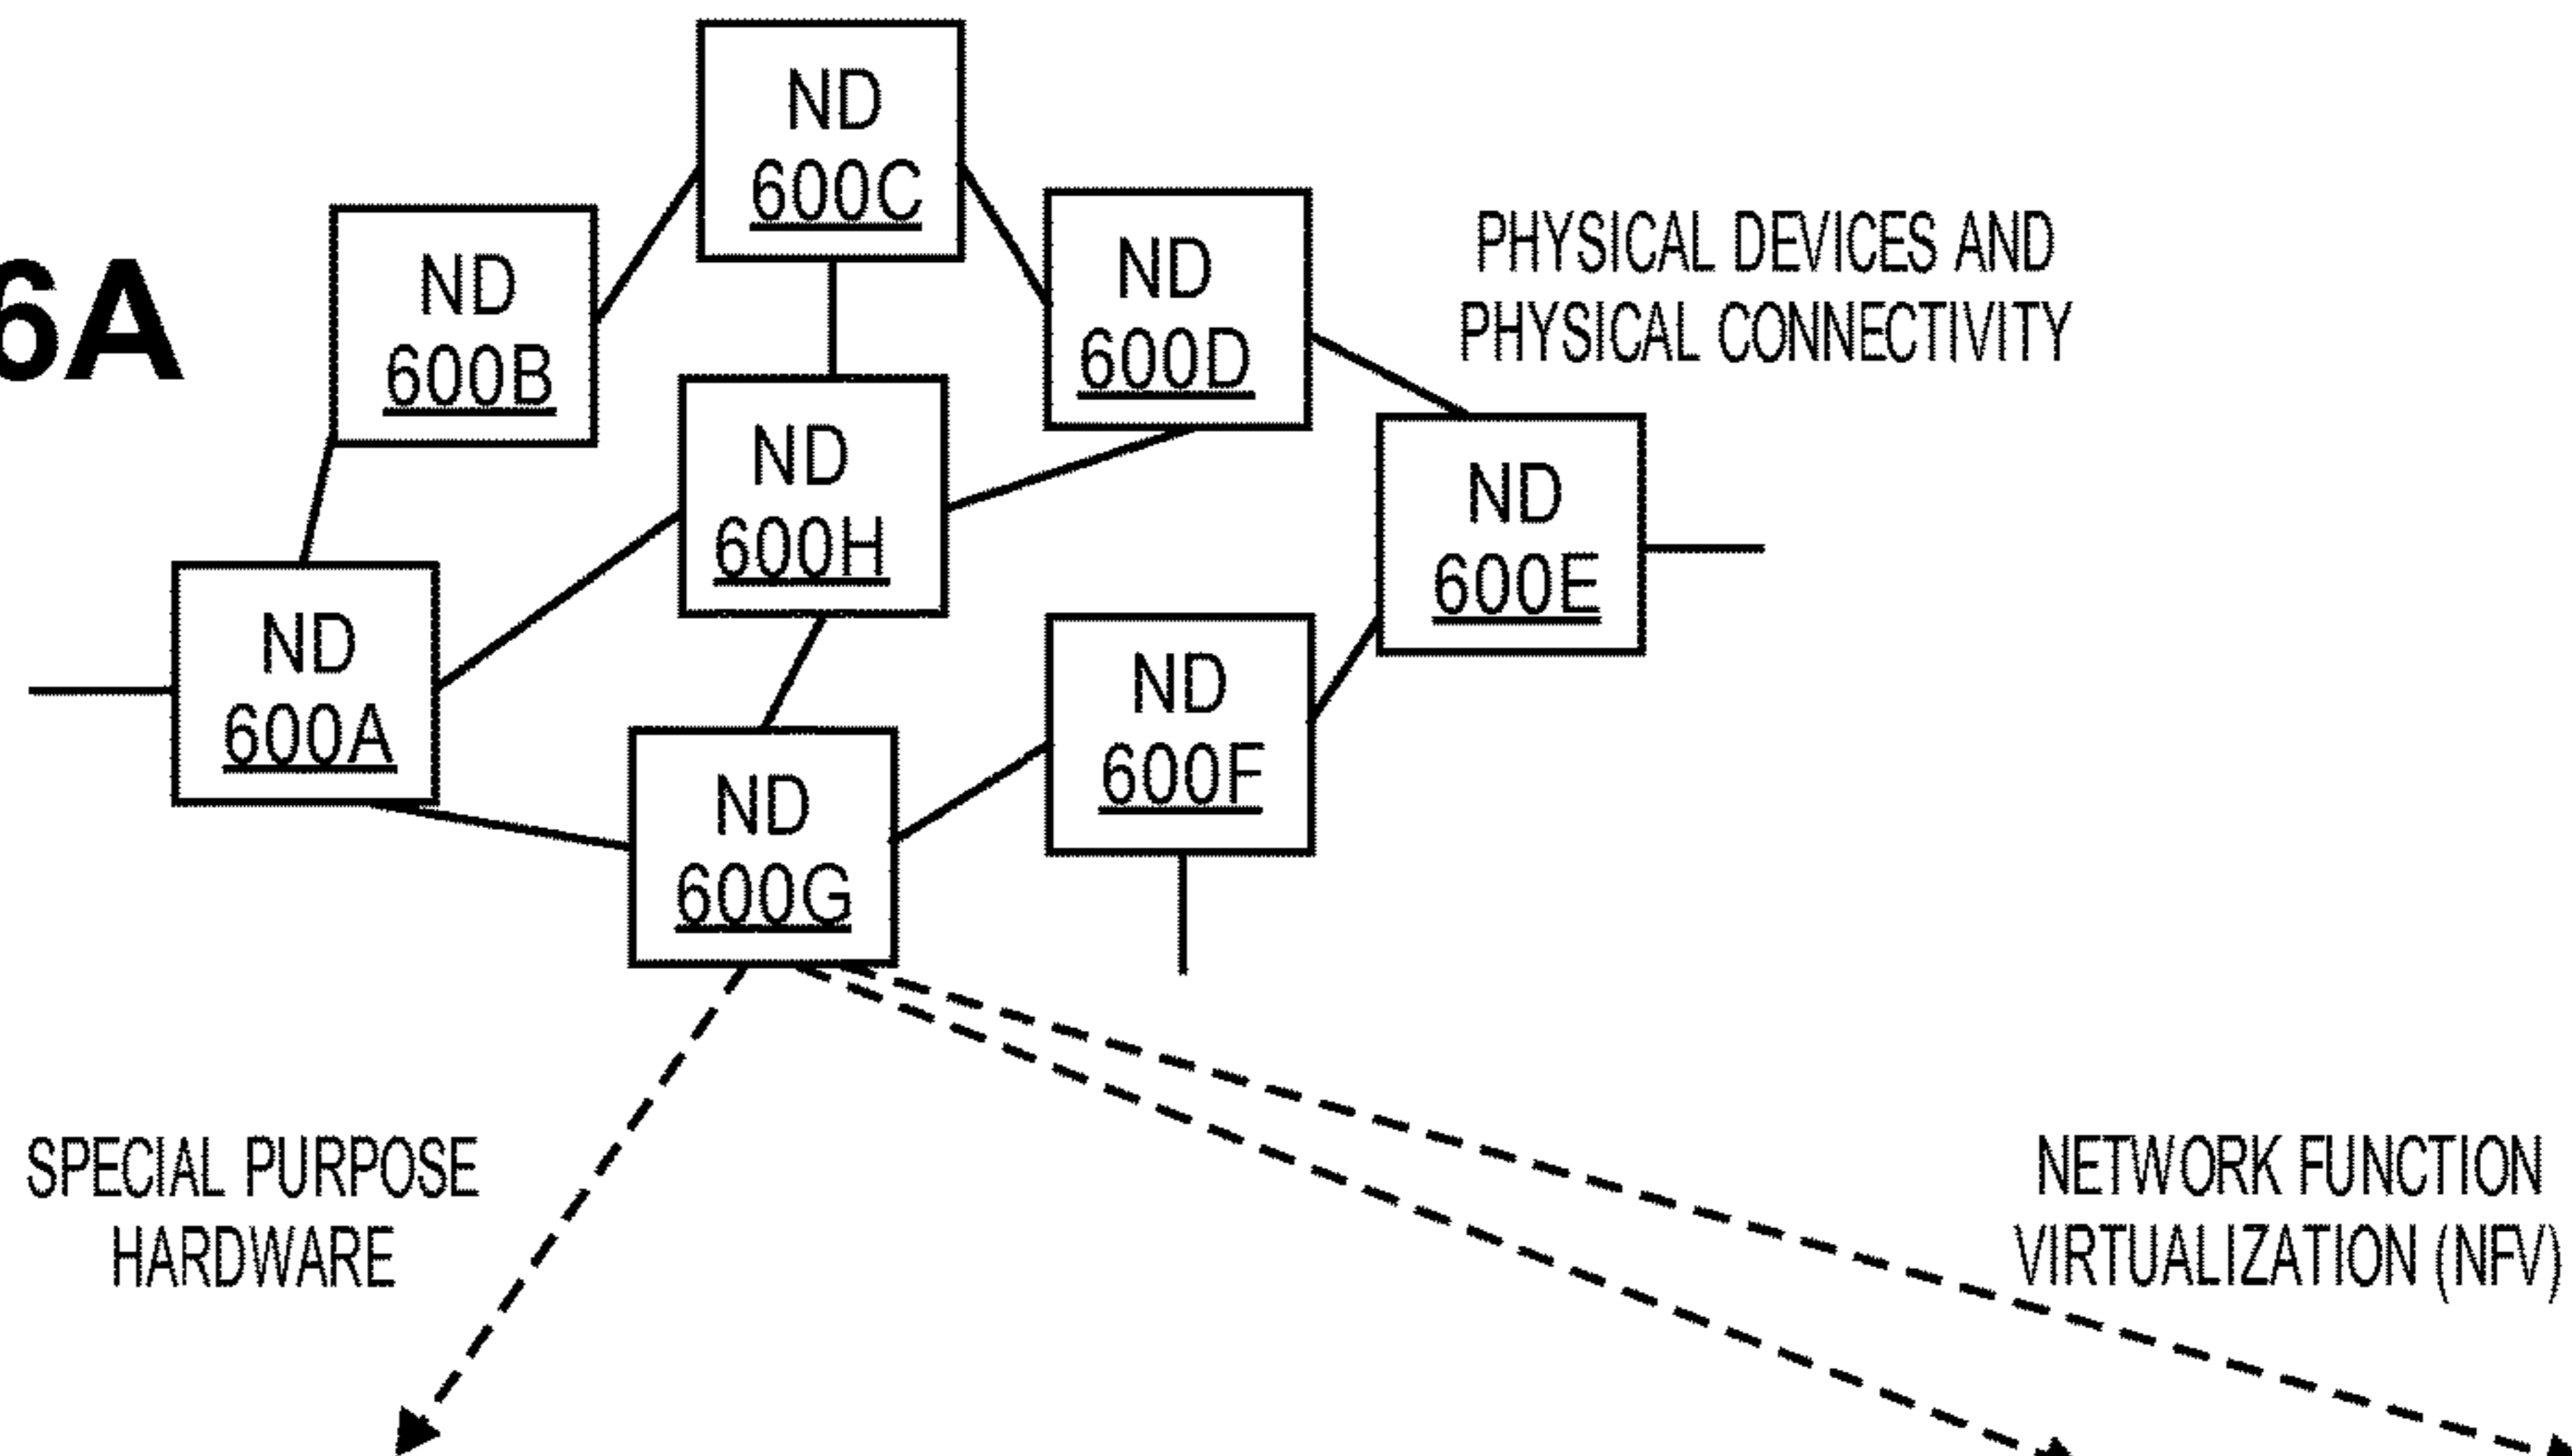 ND
600C
ND
600B
ND
600D
PHYSICAL DEVICES AND
PHYSICAL CONNECTIVITY
6A
ND
600H
ND
600E
ND
600A
ND
600F
ND
600G
SPECIAL PURPOSE
HARDWARE
NETWORK FUNCTION
VIRTUALIZATION (NFV)